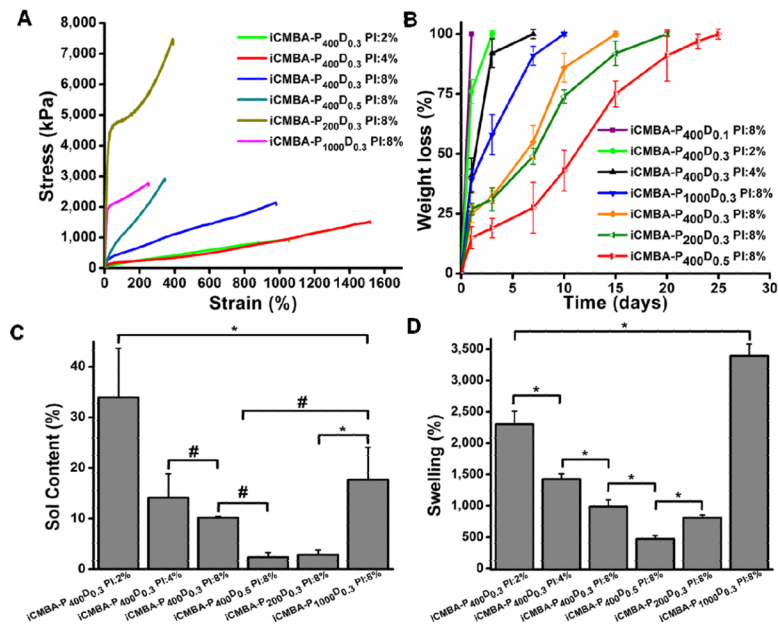 A
8,000
7,000
6,000
5,000
4,000
3,000
2,000
1,000
0
Stress (kPa)
iCMBA-P400D0.3 PI:2%
iCMBA-P400D0.3 PI:4%
iCMBA-P400D0.3 PI:8%
iCMBA-P400D0.5 PI:8%
iCMBA-P200D0.3 PI:8%
iCMBA-P1000D0.3 PI:8%
0 200 400 600 800 1000 1200 1400 1600
Strain (%)
B
100
75
50
25
0
Weight loss (%)
iCMBA-P400D0.1 PI:8%
iCMBA-P400D0.3 PI:2%
iCMBA-P400D0.3 PI:4%
iCMBA-P1000D0.3 PI:8%
iCMBA-P400D0.3 PI:8%
iCMBA-P200D0.3 PI:8%
iCMBA-P400D0.5 PI:8%
0 5 10 15 20 25 30
Time (days)
C
40
30
20
10
0
Sol Content (%)
*
#
*
#
#
iCMBA-P400D0.3 PI:2%
iCMBA-P400D0.3 PI:4%
iCMBA-P400D0.3 PI:8%
iCMBA-P400D0.5 PI:8%
iCMBA-P200D0.3 PI:8%
iCMBA-P1000D0.3 PI:8%
D
3,500
3,000
2,500
2,000
1,500
1,000
500
0
Swelling (%)
*
*
*
*
*
iCMBA-P400D0.3 PI:2%
iCMBA-P400D0.3 PI:4%
iCMBA-P400D0.3 PI:8%
iCMBA-P400D0.5 PI:8%
iCMBA-P200D0.3 PI:8%
iCMBA-P1000D0.3 PI:8%